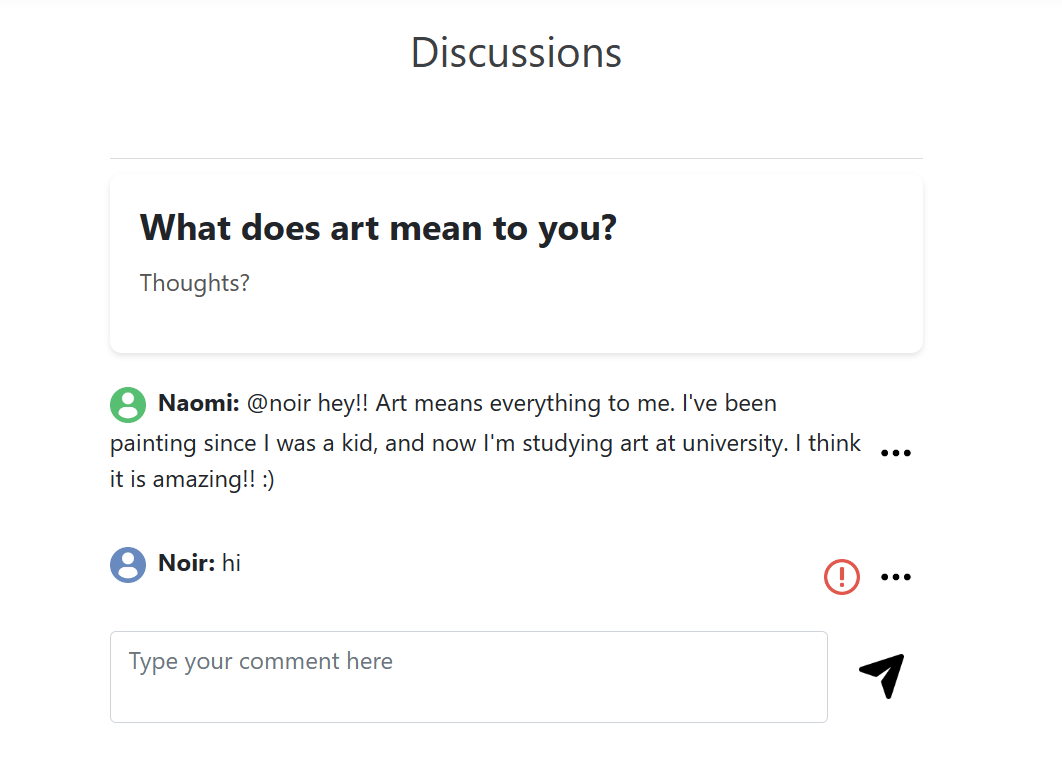 Discussions
What does art mean to you?
Thoughts?
Naomi: @noir hey!! Art means everything to me. I've been
painting since I was a kid, and now I'm studying art at university. I think
it is amazing!! :)
Noir: hi
Type your comment here